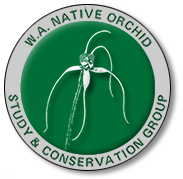 W.A. NATIVE ORCHID
STUDY & CONSERVATION GROUP